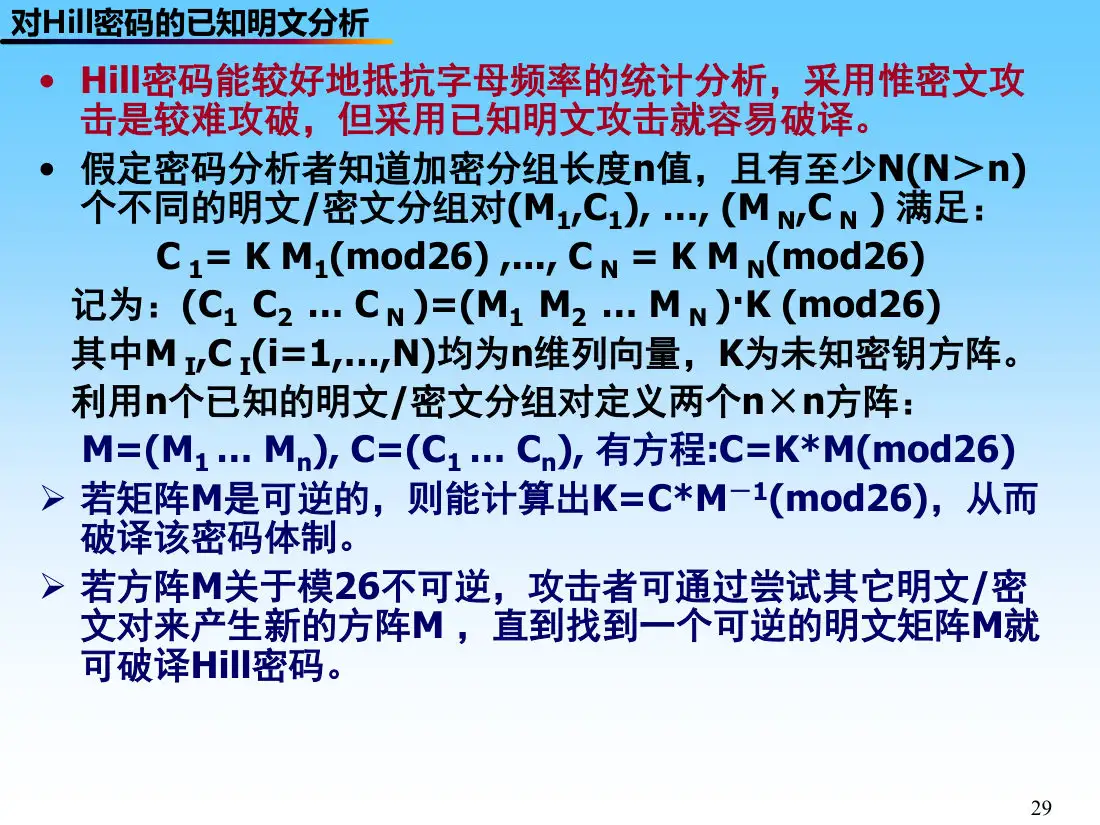 对Hill密码的已知明文分析
• Hill密码能较好地抵抗字母频率的统计分析，采用惟密文攻
击是较难攻破，但采用已知明文攻击就容易破译。
• 假定密码分析者知道加密分组长度n值，且有至少N(N＞n)
个不同的明文/密文分组对(M₁,C₁), …, (M N,C N ) 满足：
C ₁= K M₁(mod26) ,…, C N = K M N(mod26)
记为：(C₁ C₂ … C N )=(M₁ M₂ … M N )·K (mod26)
其中M I,C I(i=1,…,N)均为n维列向量，K为未知密钥方阵。
利用n个已知的明文/密文分组对定义两个n×n方阵：
M=(M₁ … Mₙ), C=(C₁ … Cₙ), 有方程:C=K*M(mod26)
➢ 若矩阵M是可逆的，则能计算出K=C*M⁻¹(mod26)，从而
破译该密码体制。
➢ 若方阵M关于模26不可逆，攻击者可通过尝试其它明文/密
文对来产生新的方阵M ，直到找到一个可逆的明文矩阵M就
可破译Hill密码。
29